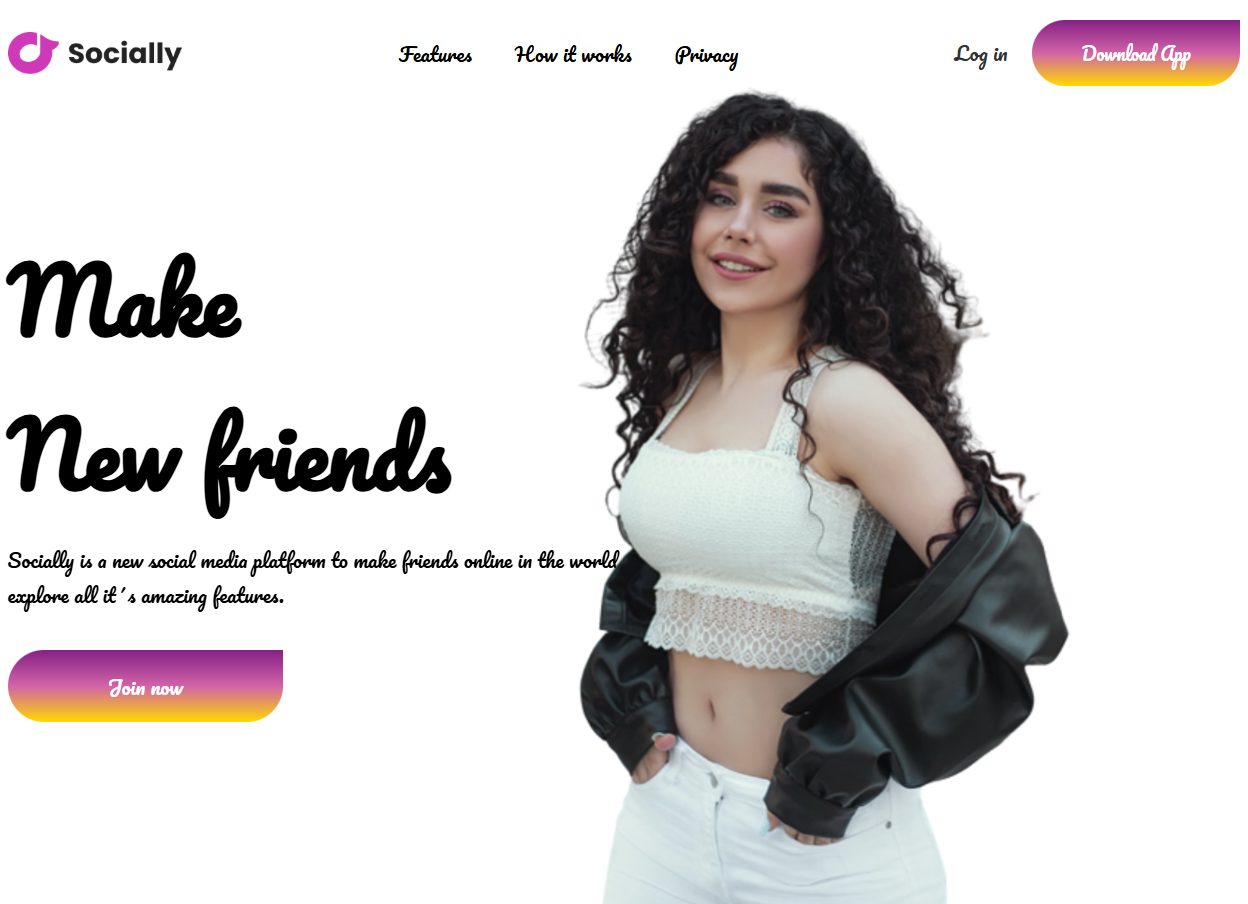 Socially
Features How it works Privacy
Log in
Download App
Make
New friends
Socially is a new social media platform to make friends online in the world
explore all it´s amazing features.
Join now